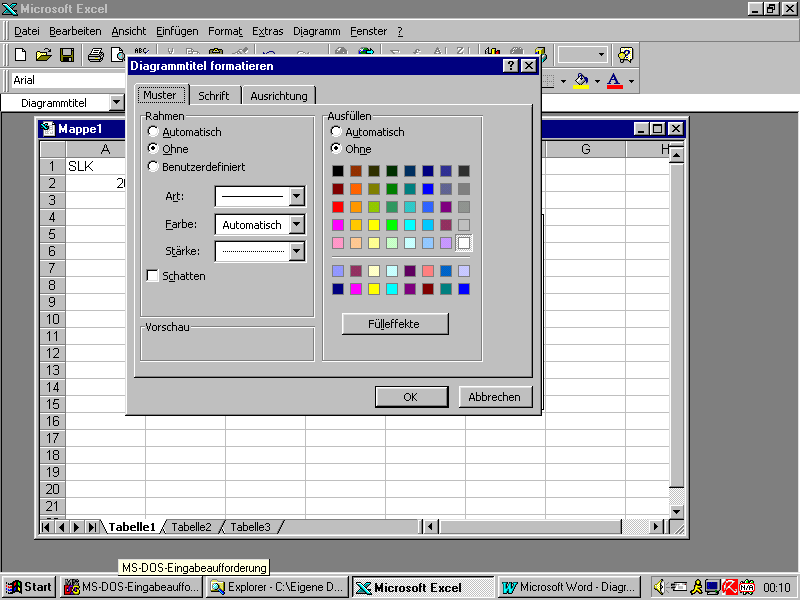 Microsoft Excel
Datei Bearbeiten Ansicht Einfügen Format Extras Diagramm Fenster ?
Arial
Diagrammtitel
Diagrammtitel formatieren
Muster Schrift Ausrichtung
Rahmen
Automatisch
Ohne
Benutzerdefiniert
Art:
Farbe: Automatisch
Stärke:
Schatten
Vorschau
Ausfüllen
Automatisch
Ohne
Fülleffekte
OK Abbrechen
Mappe1
A G H
1 SLK
2
3
4
5
6
7
8
9
10
11
12
13
14
15
16
17
18
19
20
21
Tabelle1 Tabelle2 Tabelle3
MS-DOS-Eingabeaufforderung
Start MS-DOS-Eingabeauffo... Explorer - C:\Eigene D... Microsoft Excel Microsoft Word - Diagr... 00:10